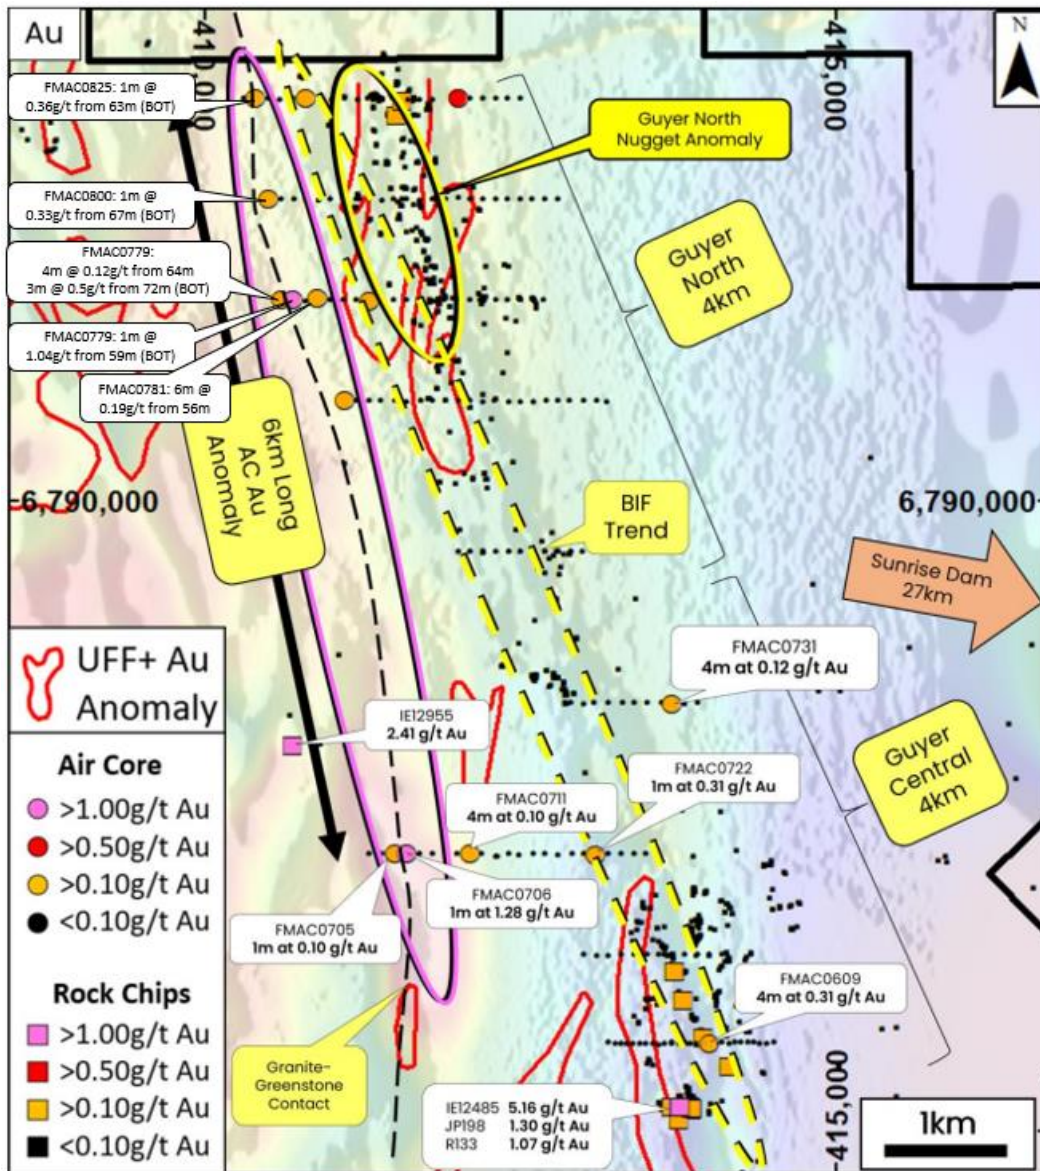 Au
410,000
415,000
N
FMAC0825: 1m @
0.36g/t from 63m (BOT)
Guyer North
Nugget Anomaly
FMAC0800: 1m @
0.33g/t from 67m (BOT)
FMAC0779:
4m @ 0.12g/t from 64m
3m @ 0.5g/t from 72m (BOT)
Guyer
North
4km
FMAC0779: 1m @
1.04g/t from 59m (BOT)
FMAC0781: 6m @
0.19g/t from 56m
6km Long
AC Au
Anomaly
6,790,000
6,790,000
BIF
Trend
Sunrise Dam
27km
UFF+ Au
Anomaly
FMAC0731
4m at 0.12 g/t Au
IE12955
2.41 g/t Au
Guyer
Central
4km
Air Core
>1.00g/t Au
>0.50g/t Au
>0.10g/t Au
<0.10g/t Au
FMAC0722
1m at 0.31 g/t Au
FMAC0711
4m at 0.10 g/t Au
FMAC0706
1m at 1.28 g/t Au
FMAC0705
1m at 0.10 g/t Au
FMAC0609
4m at 0.31 g/t Au
Rock Chips
>1.00g/t Au
>0.50g/t Au
>0.10g/t Au
<0.10g/t Au
Granite-
Greenstone
Contact
IE12485 5.16 g/t Au
JP198 1.30 g/t Au
R133 1.07 g/t Au
415,000
1km